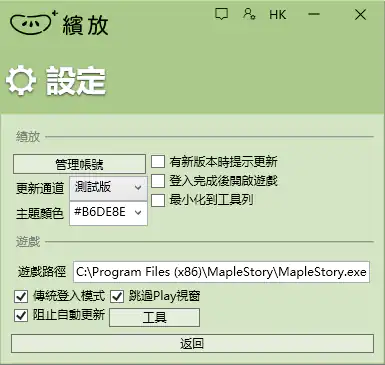 繽放
HK
設定
繽放
管理帳號
有新版本時提示更新
更新通道 測試版
登入完成後開啟遊戲
主題顏色 #B6DE8E
最小化到工具列
遊戲
遊戲路徑 C:\Program Files (x86)\MapleStory\MapleStory.exe
傳統登入模式 跳過Play視窗
阻止自動更新 工具
返回